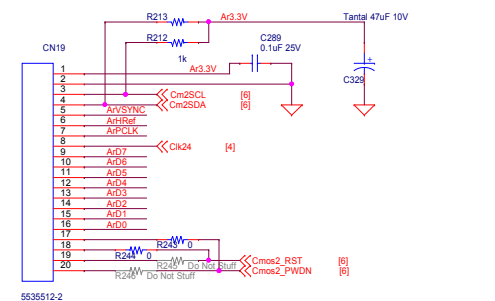 R213 Ar3.3V Tantal 47uF 10V
R212 C289
CN19 0.1uF 25V
1k
Ar3.3V +
1
2 C329
3 Cm2SCL [6]
4 Cm2SDA [6]
5 ArVSYNC
6 ArHRef
7 ArPCLK
8 Clk24 [4]
9 ArD7
10 ArD6
11 ArD5
12 ArD4
13 ArD3
14 ArD2
15 ArD1
16 ArD0
17
18 R243 0
19 R244 0 Cmos2_RST [6]
20 R245 Do Not Stuff Cmos2_PWDN [6]
R246 Do Not Stuff
5535512-2